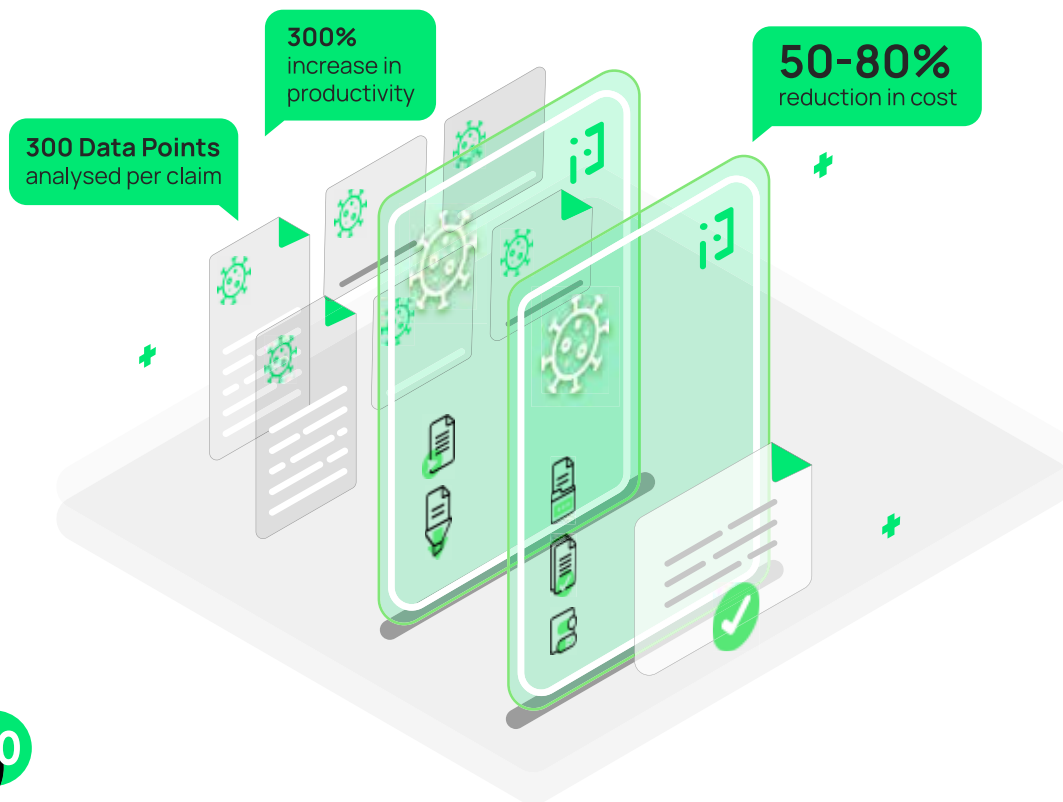 300%
increase in
productivity
50-80%
reduction in cost
300 Data Points
analysed per claim